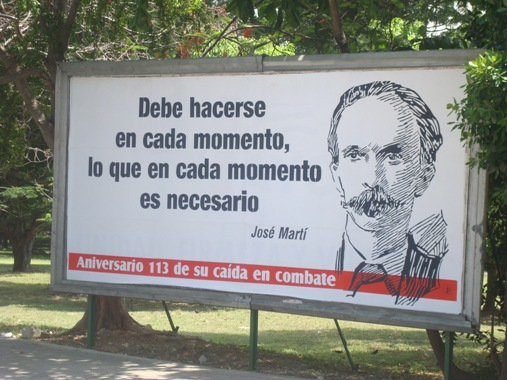 Debe hacerse
en cada momento,
lo que en cada momento
es necesario
José Martí
Aniversario 113 de su caída en combate